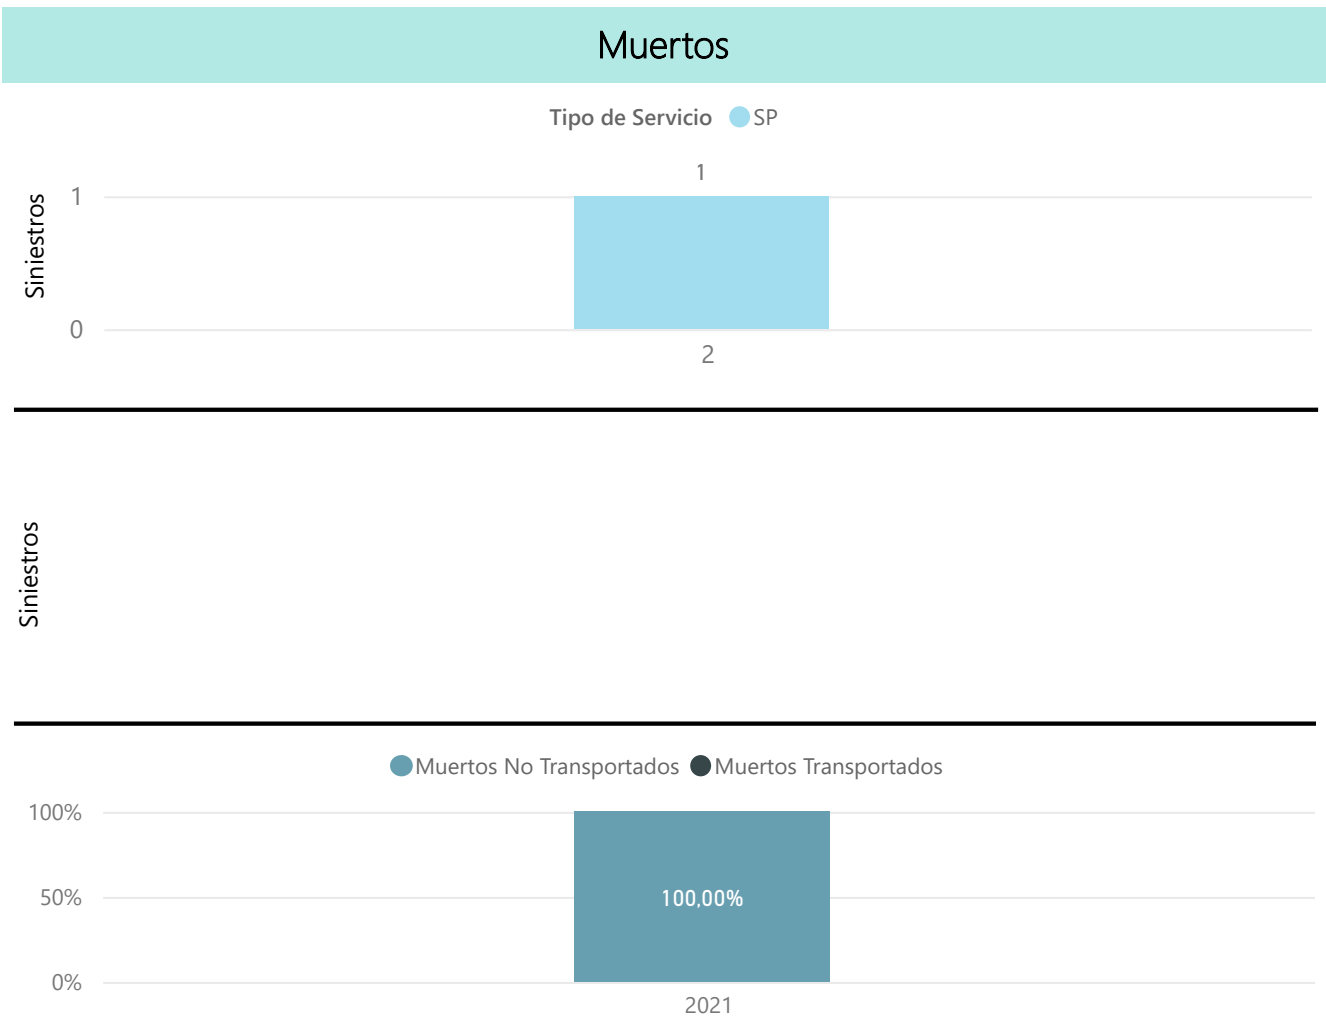 Muertos
Tipo de Servicio SP
1
1
Siniestros
0
2
Siniestros
Muertos No Transportados Muertos Transportados
100%
50%
100,00%
0%
2021